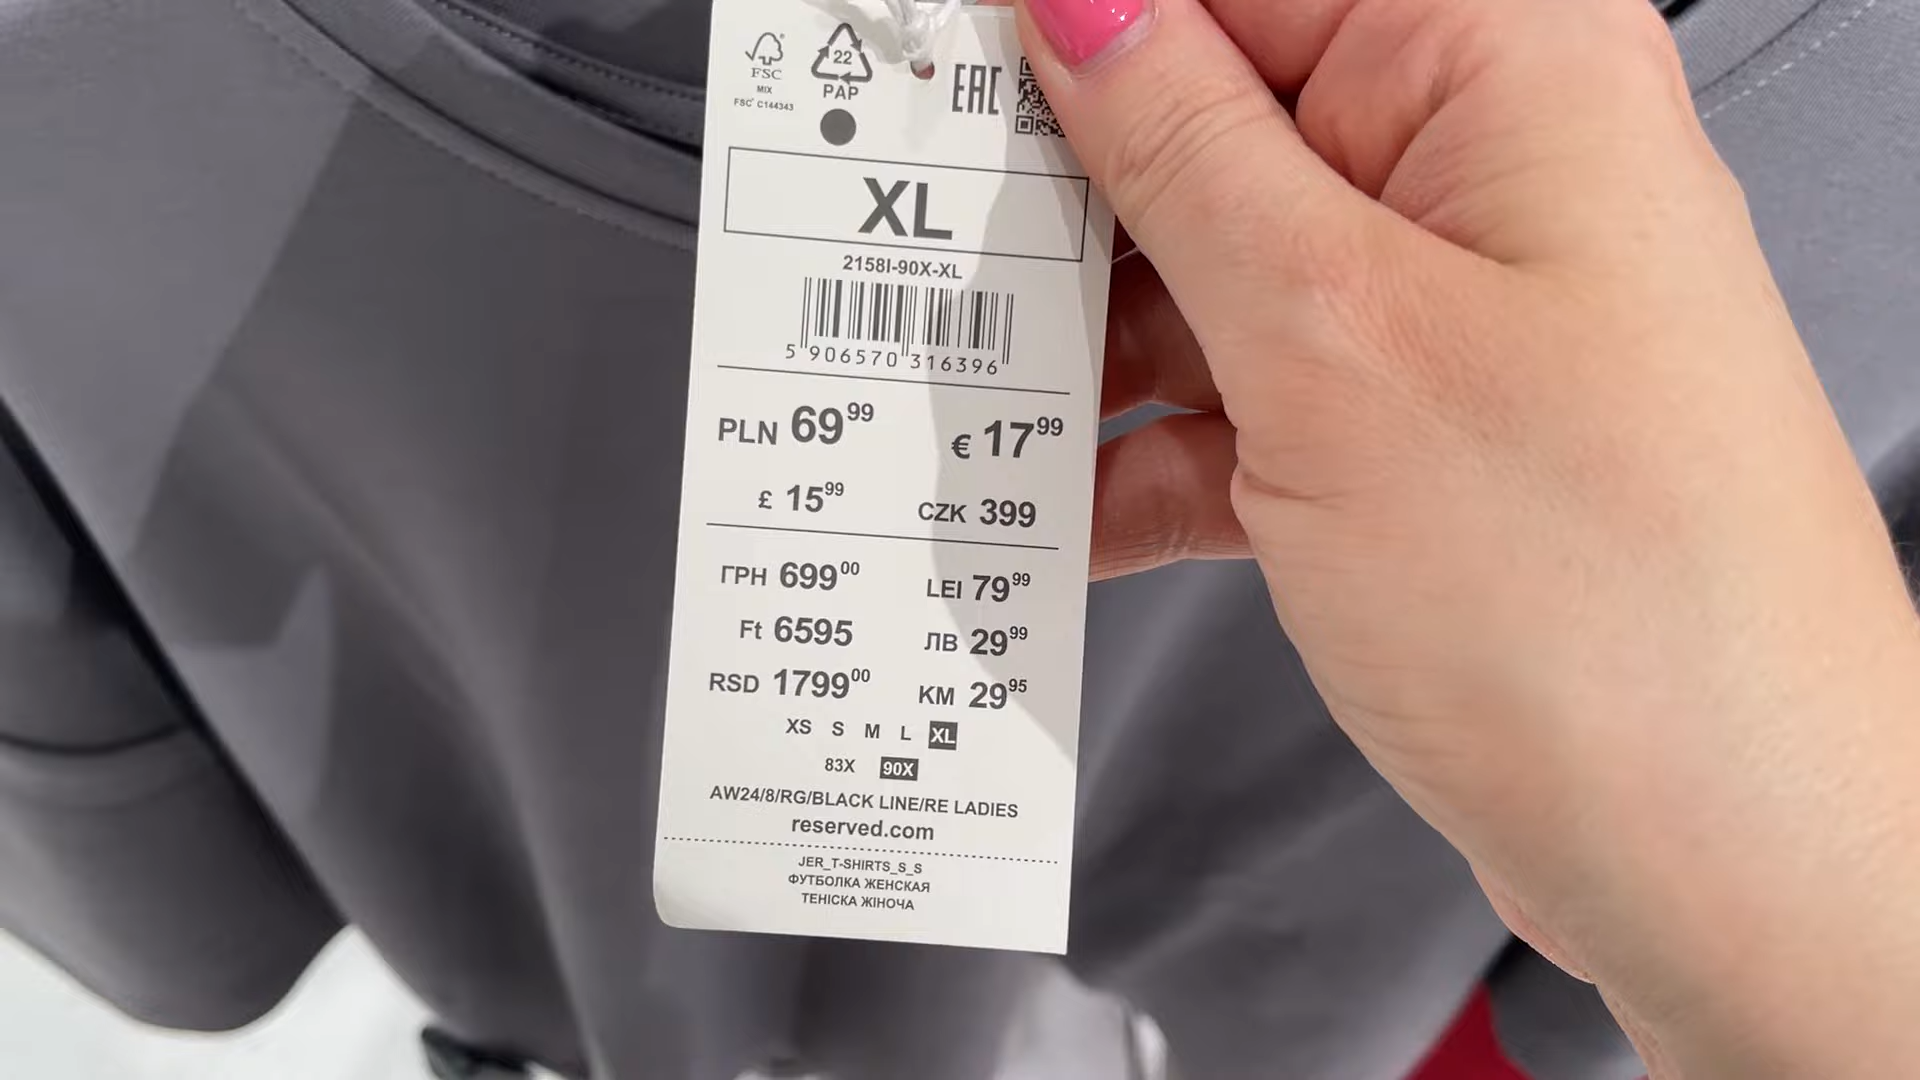 FSC
MIX
FSC® C144343
22
PAP
EAC
XL
2158I-90X-XL
5 906570 316396
PLN 69 99 € 17 99
£ 15 99 CZK 399
ГРН 699 00 LEI 79 99
Ft 6595 ЛВ 29 99
RSD 1799 00 KM 29 95
XS S M L XL
83X 90X
AW24/8/RG/BLACK LINE/RE LADIES
reserved.com
JER_T-SHIRTS_S_S
ФУТБОЛКА ЖЕНСКАЯ
ТЕНІСКА ЖІНОЧА